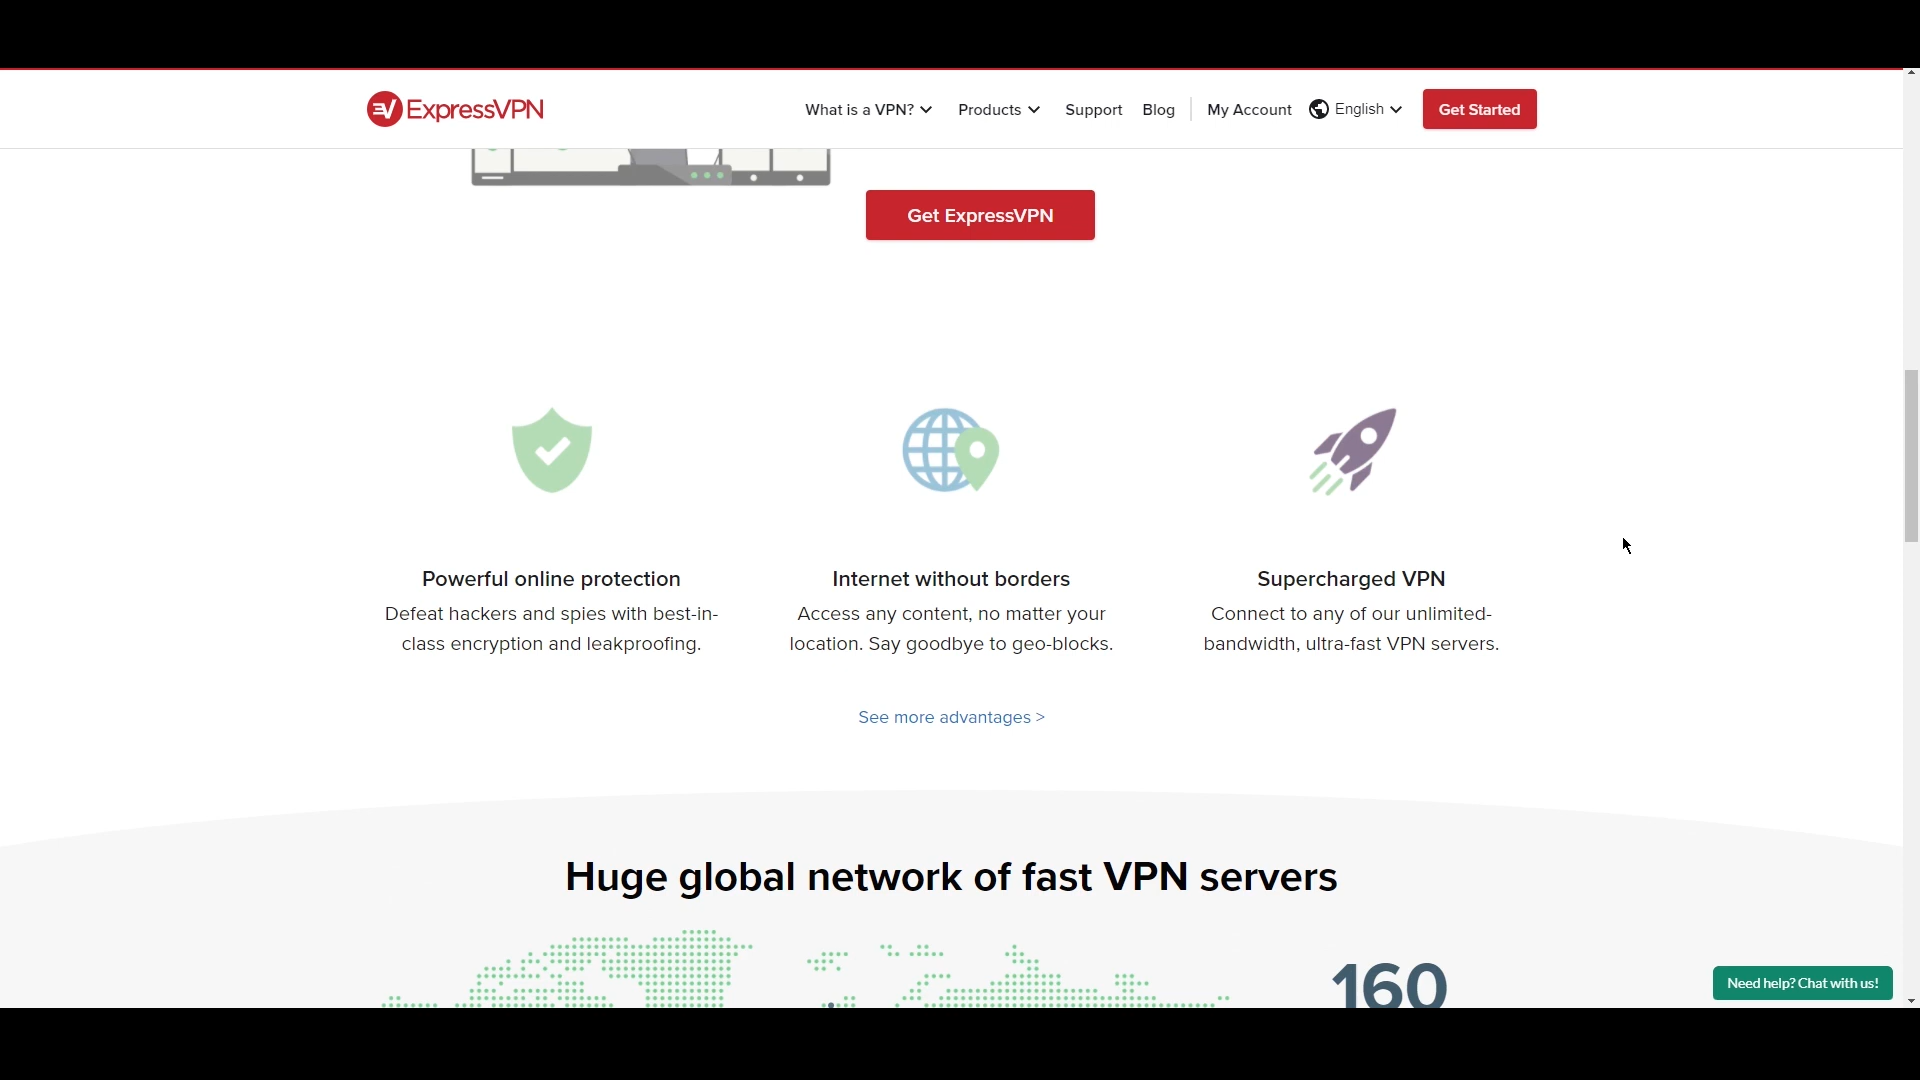 ExpressVPN
What is a VPN? Products Support Blog My Account English Get Started
Get ExpressVPN
Powerful online protection
Defeat hackers and spies with best-in-
class encryption and leakproofing.
Internet without borders
Access any content, no matter your
location. Say goodbye to geo-blocks.
Supercharged VPN
Connect to any of our unlimited-
bandwidth, ultra-fast VPN servers.
See more advantages >
Huge global network of fast VPN servers
160
Need help? Chat with us!